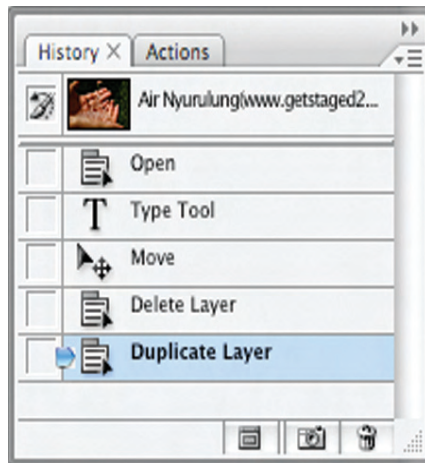 History × Actions
Air Nyurulung(www.getstaged2...
Open
Type Tool
Move
Delete Layer
Duplicate Layer